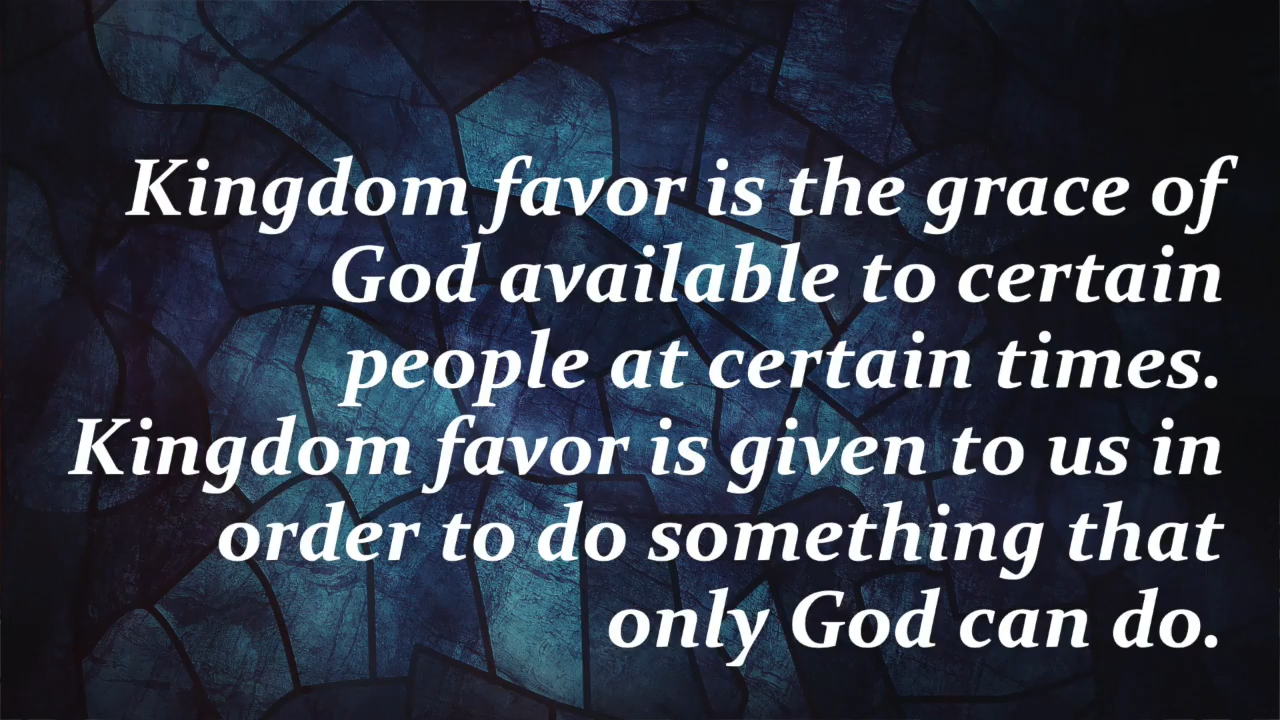 Kingdom favor is the grace of
God available to certain
people at certain times.
Kingdom favor is given to us in
order to do something that
only God can do.